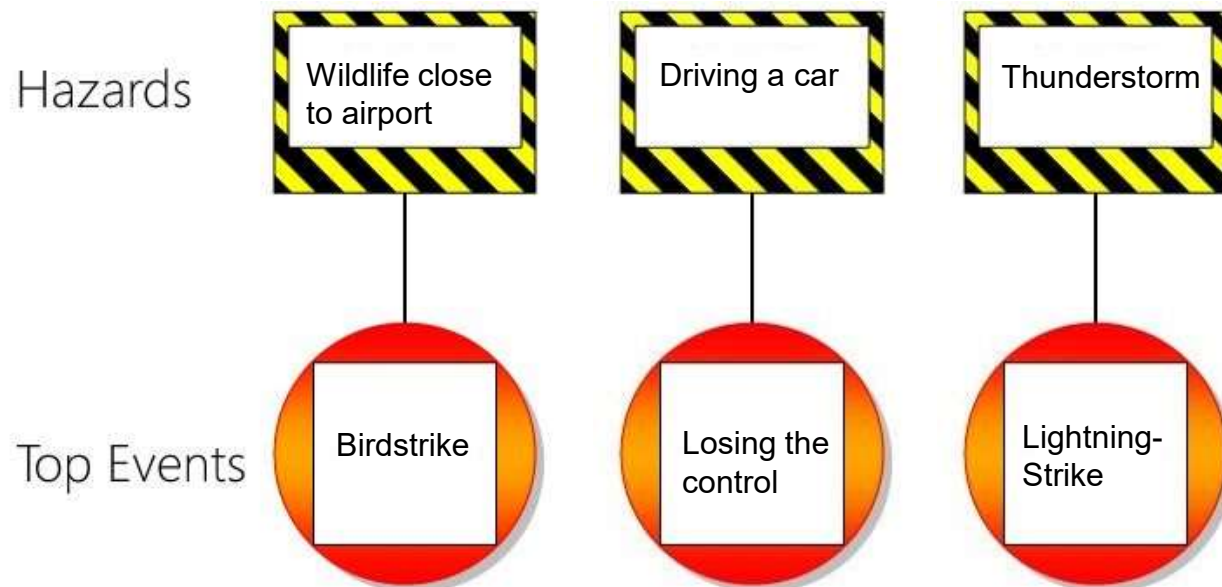 Hazards
Wildlife close
to airport
Driving a car
Thunderstorm
Top Events
Birdstrike
Losing the
control
Lightning-
Strike